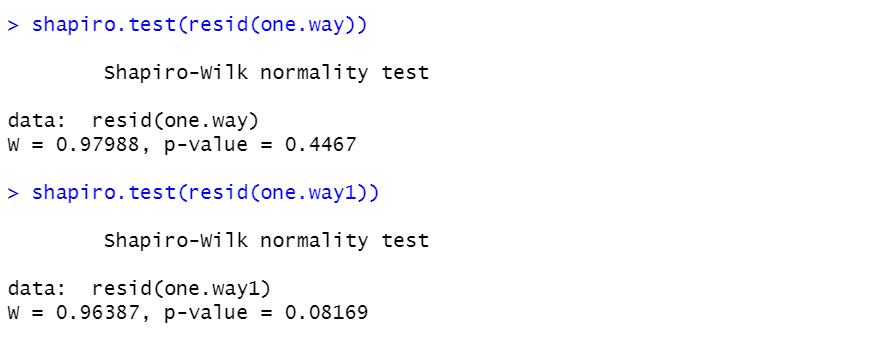 > shapiro.test(resid(one.way))
Shapiro-Wilk normality test
data:  resid(one.way)
W = 0.97988, p-value = 0.4467
> shapiro.test(resid(one.way1))
Shapiro-Wilk normality test
data:  resid(one.way1)
W = 0.96387, p-value = 0.08169